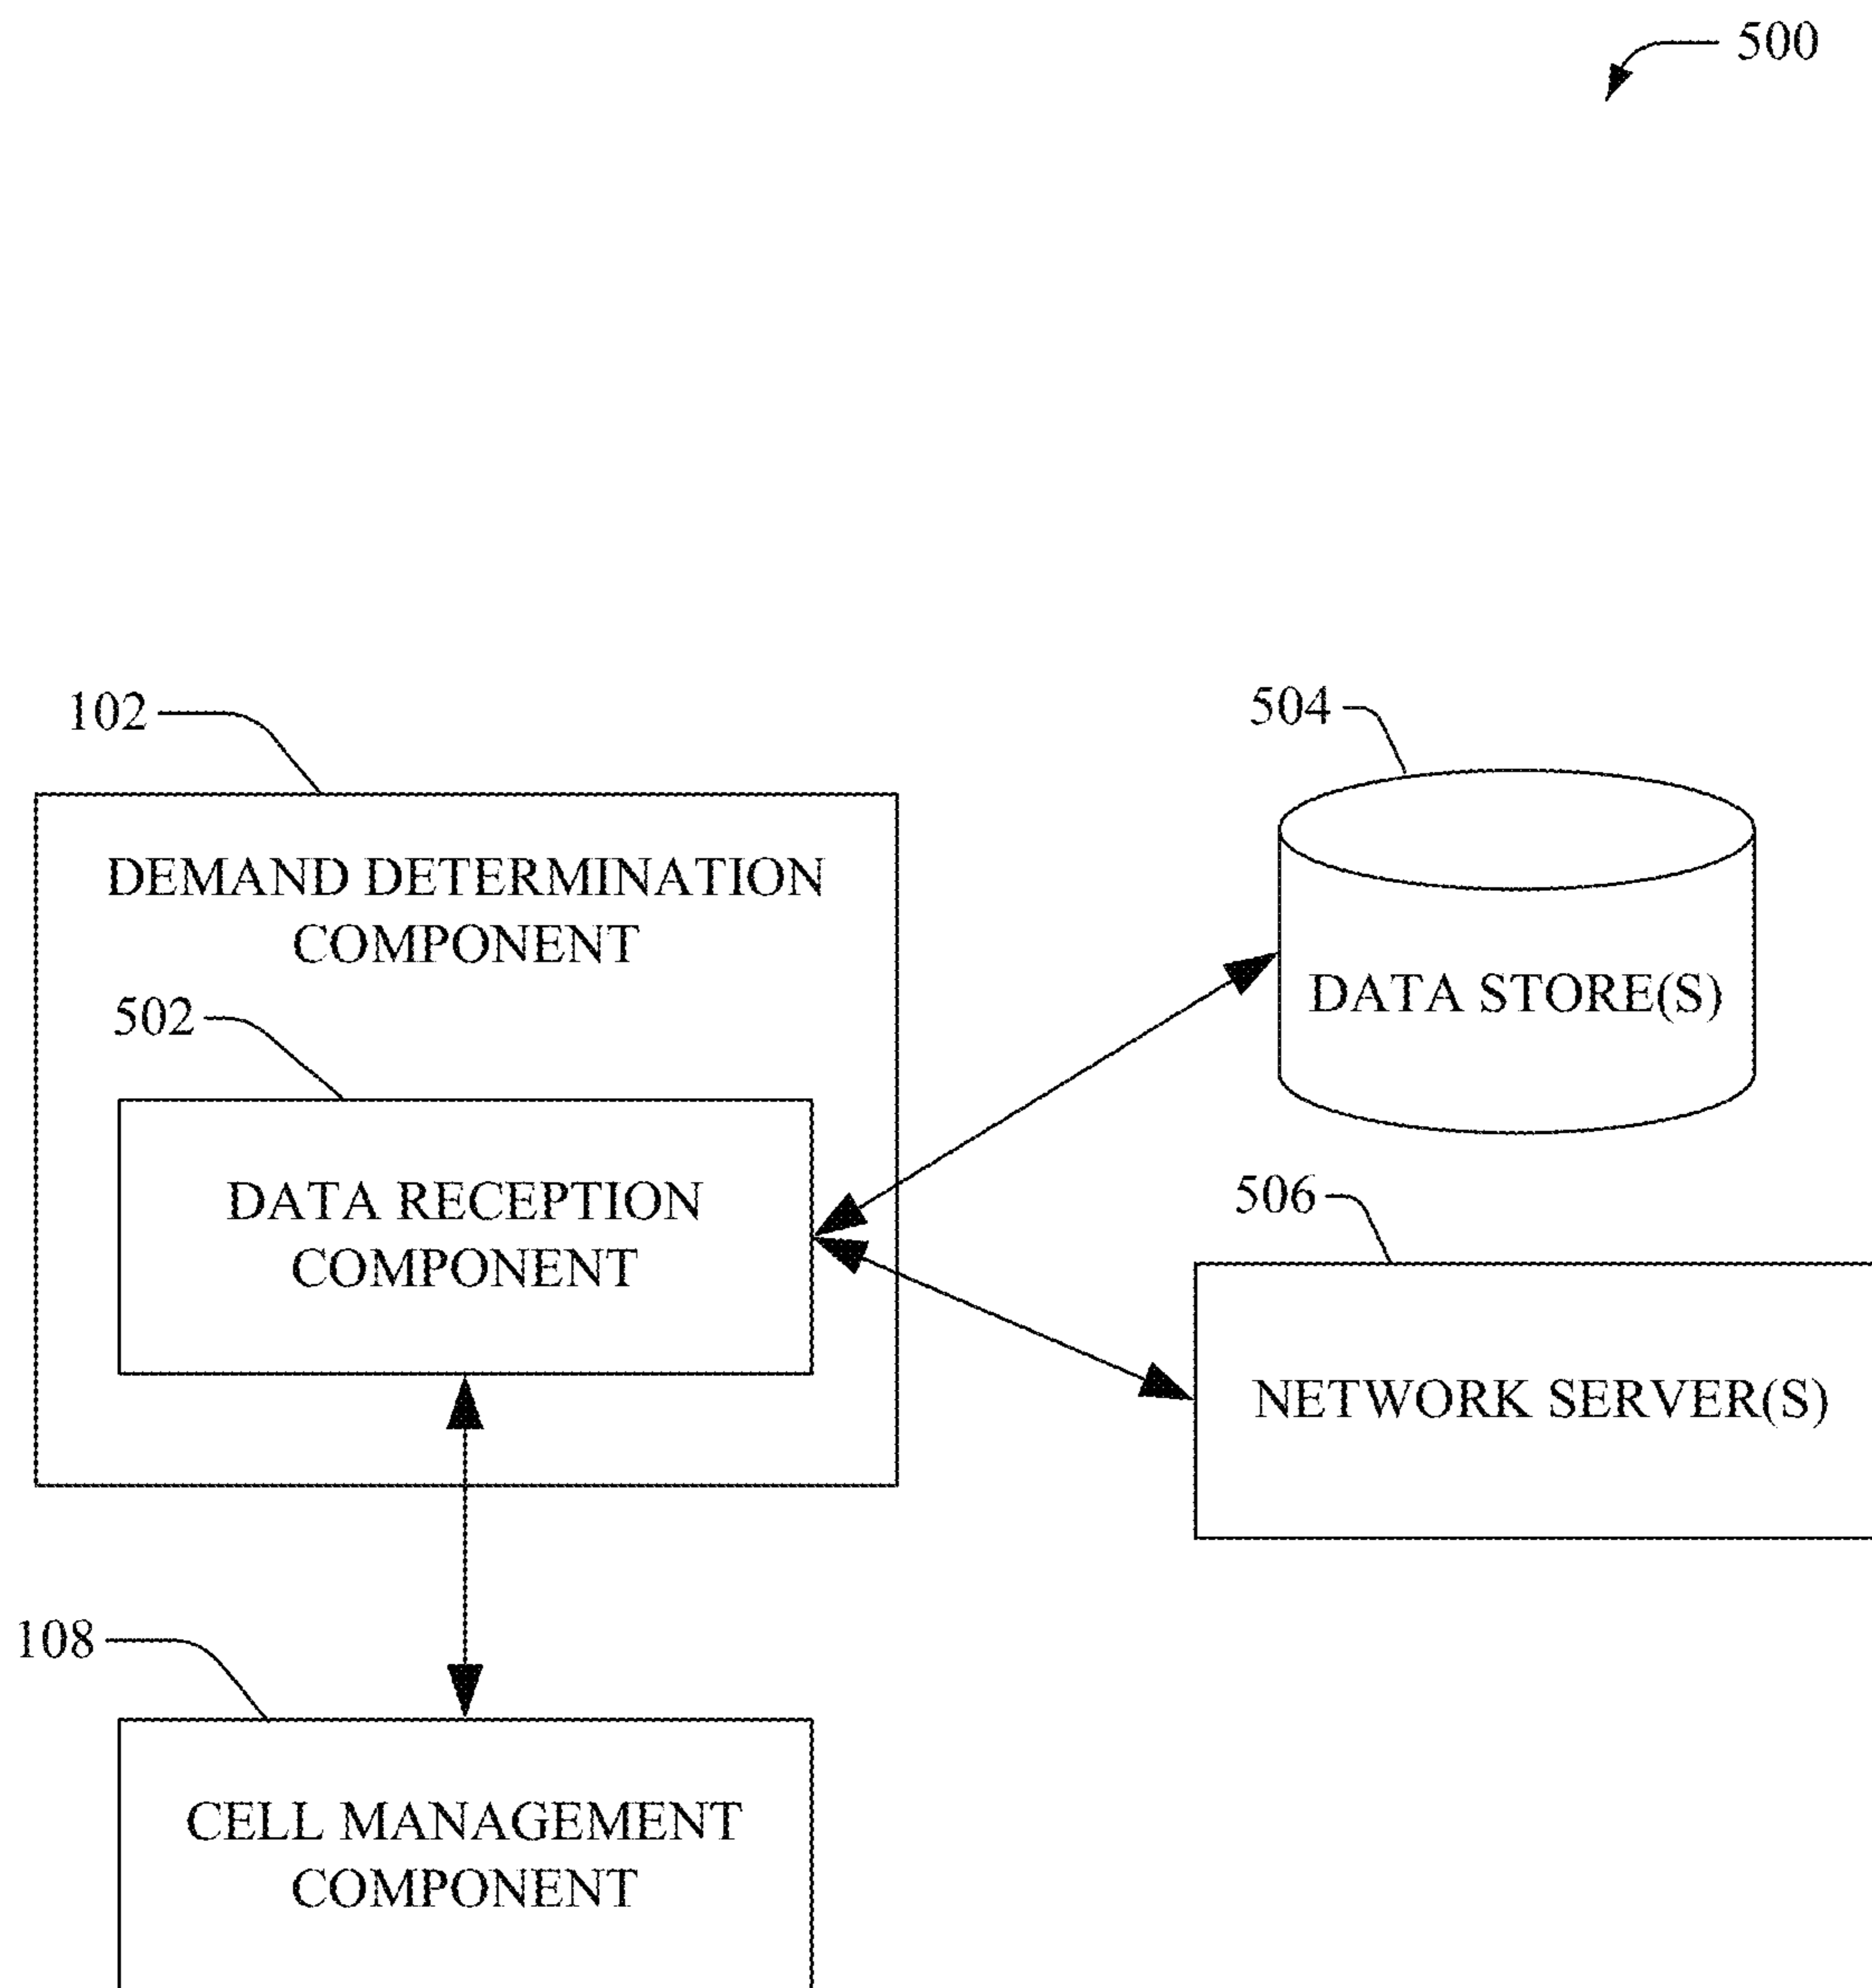 500
102
504
DEMAND DETERMINATION
COMPONENT
502
DATA STORE(S)
DATA RECEPTION
COMPONENT
506
NETWORK SERVER(S)
108
CELL MANAGEMENT
COMPONENT